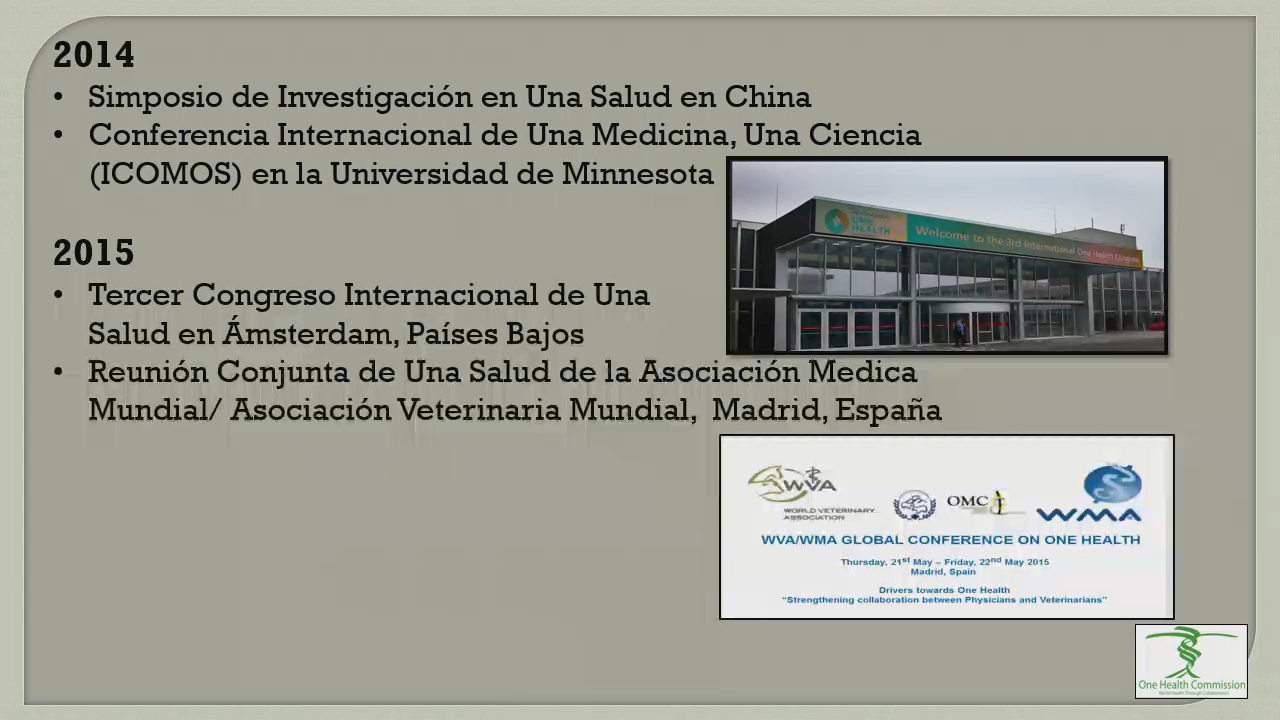 2014
• Simposio de Investigación en Una Salud en China
• Conferencia Internacional de Una Medicina, Una Ciencia
(ICOMOS) en la Universidad de Minnesota
ONE
HEALTH
Welcome to the 3rd International One Health Congress
2015
• Tercer Congreso Internacional de Una
Salud en Ámsterdam, Países Bajos
• Reunión Conjunta de Una Salud de la Asociación Medica
Mundial/ Asociación Veterinaria Mundial, Madrid, España
WVA
WORLD VETERINARY
ASSOCIATION
OMC
WMA
WVA/WMA GLOBAL CONFERENCE ON ONE HEALTH
Thursday, 21st May – Friday, 22nd May 2015
Madrid, Spain
Drivers towards One Health
“Strengthening collaboration between Physicians and Veterinarians”
One Health Commission